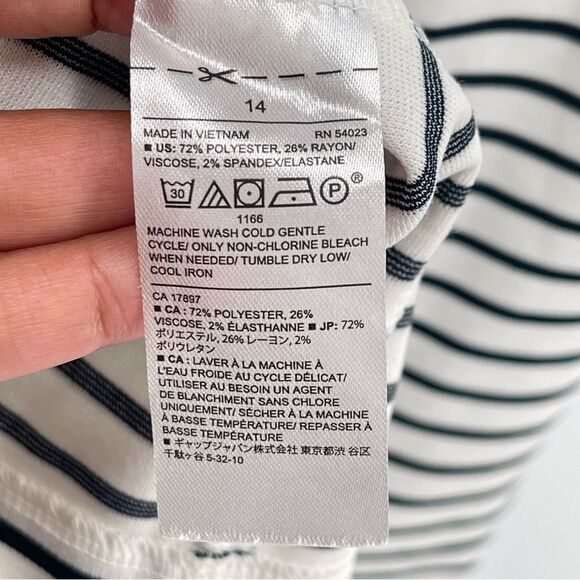 14
MADE IN VIETNAM RN 54023
■ US: 72% POLYESTER, 26% RAYON/
VISCOSE, 2% SPANDEX/ELASTANE
30 P ®
1166
MACHINE WASH COLD GENTLE
CYCLE/ ONLY NON-CHLORINE BLEACH
WHEN NEEDED/ TUMBLE DRY LOW/
COOL IRON
CA 17897
■ CA : 72% POLYESTER, 26%
VISCOSE, 2% ÉLASTHANNE ■ JP: 72%
ポリエステル, 26% レーヨン, 2%
ポリウレタン
■ CA : LAVER À LA MACHINE À
L'EAU FROIDE AU CYCLE DÉLICAT/
UTILISER AU BESOIN UN AGENT
DE BLANCHIMENT SANS CHLORE
UNIQUEMENT/ SÉCHER À LA MACHINE
À BASSE TEMPÉRATURE/ REPASSER À
BASSE TEMPÉRATURE
■ ギャップジャパン株式会社 東京都渋 谷区
千駄ヶ谷 5-32-10